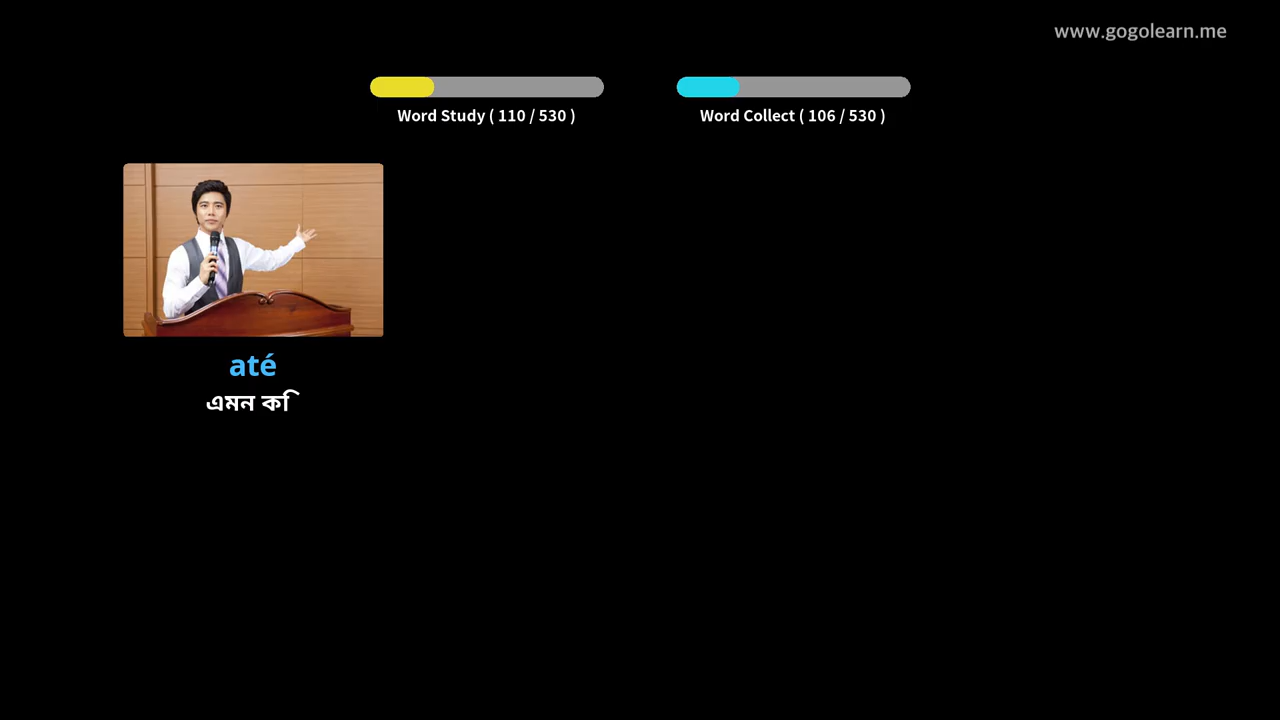 www.gogolearn.me
Word Study ( 110 / 530 )
Word Collect ( 106 / 530 )
até
এমন কি